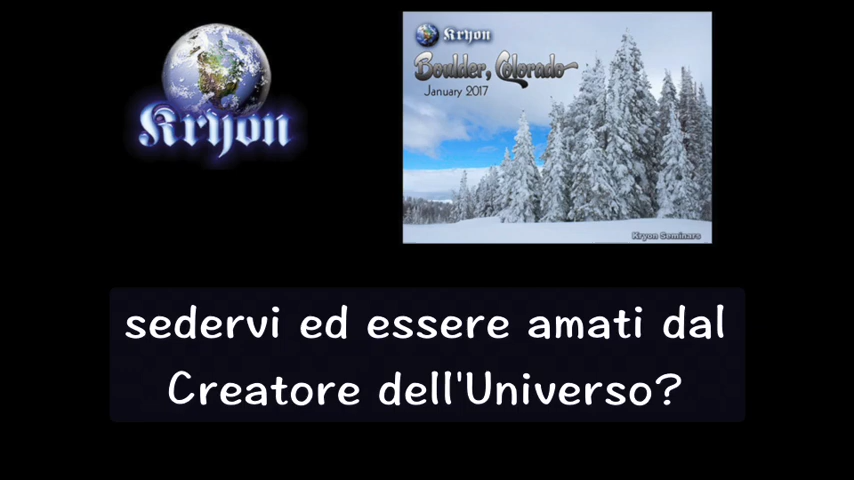 Kryon
Kryon
Boulder, Colorado
January 2017
Kryon Seminars
sedervi ed essere amati dal
Creatore dell'Universo?